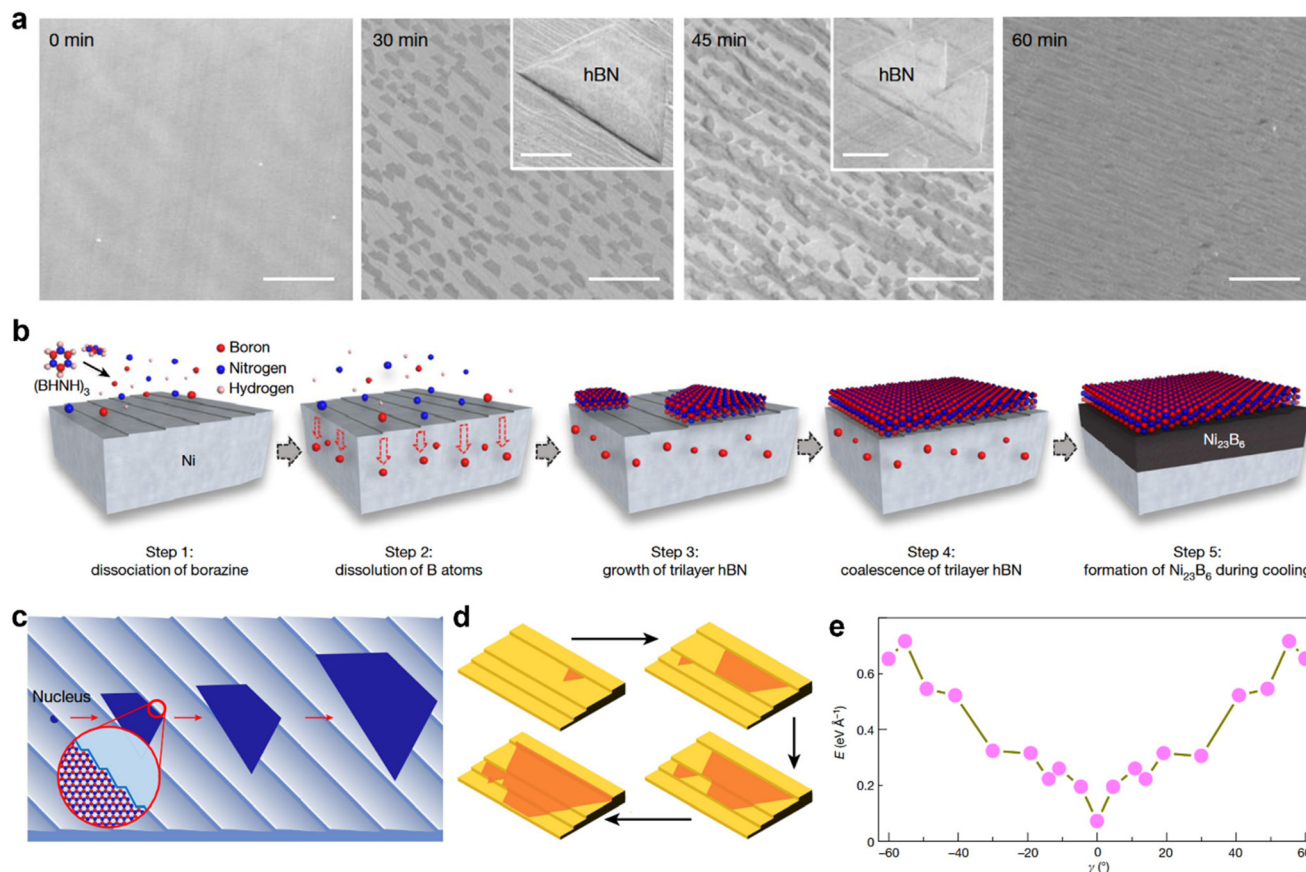 a
0 min
30 min
hBN
45 min
hBN
60 min
b
(BHNH)3
Boron
Nitrogen
Hydrogen
Ni
Ni23B6
Step 1:
dissociation of borazine
Step 2:
dissolution of B atoms
Step 3:
growth of trilayer hBN
Step 4:
coalescence of trilayer hBN
Step 5:
formation of Ni23B6 during cooling
c
Nucleus
d
e
E (eV Å⁻¹)
0.6
0.4
0.2
0
−60
−40
−20
0
20
40
60
γ (°)